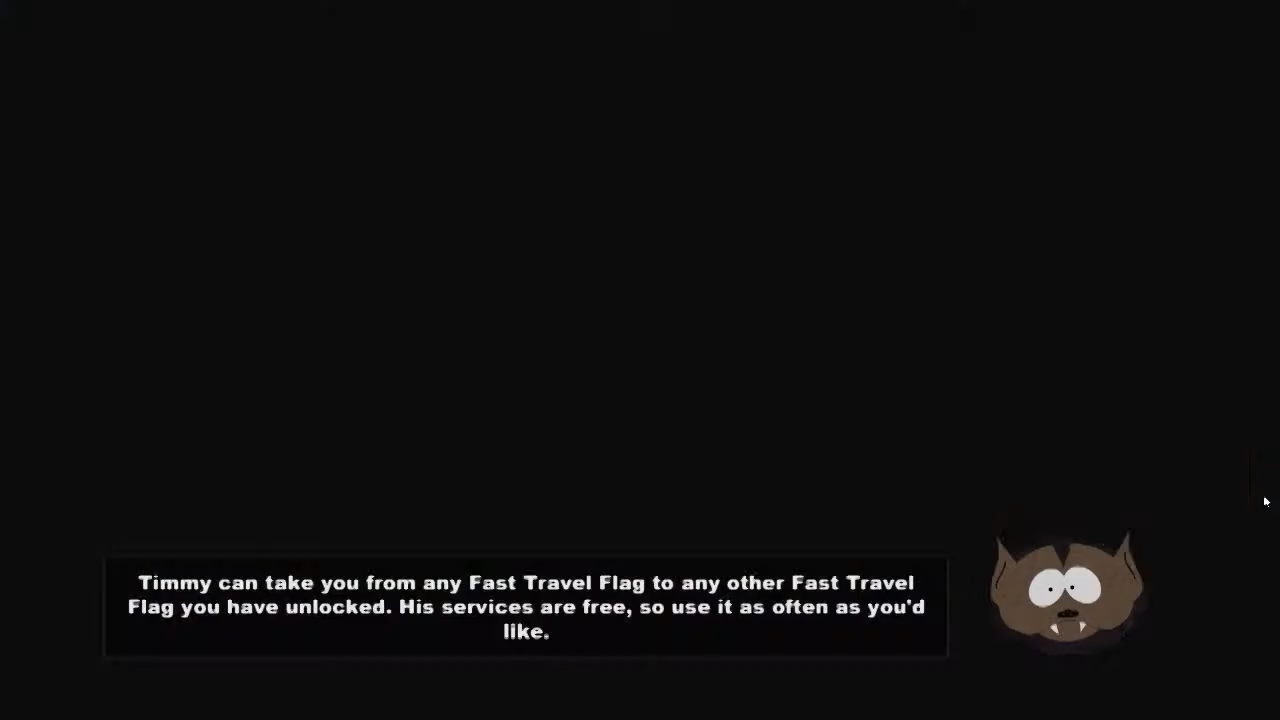 Timmy can take you from any Fast Travel Flag to any other Fast Travel
Flag you have unlocked. His services are free, so use it as often as you'd
like.